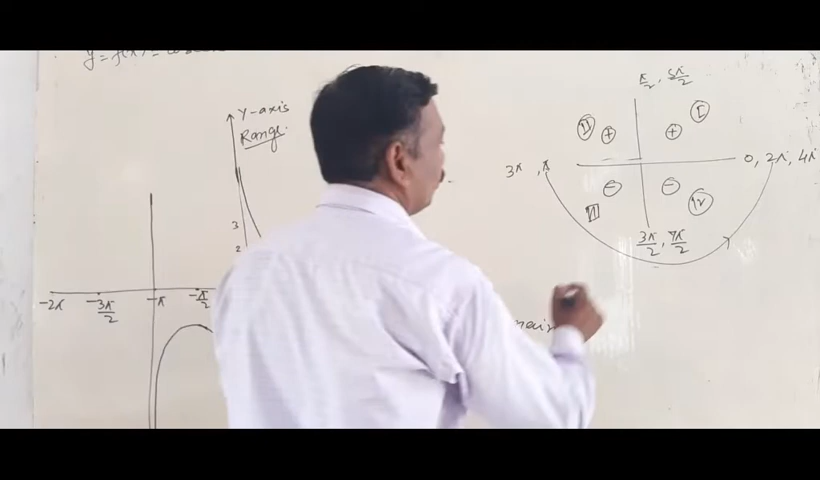 y = f(x) =
Y-axis
Range
3
2
-2π
-3π/2
-π
-π/2
π/2, 5π/2
II + + I
3π, π
0, 2π, 4π
- -
III IV
3π/2, 7π/2